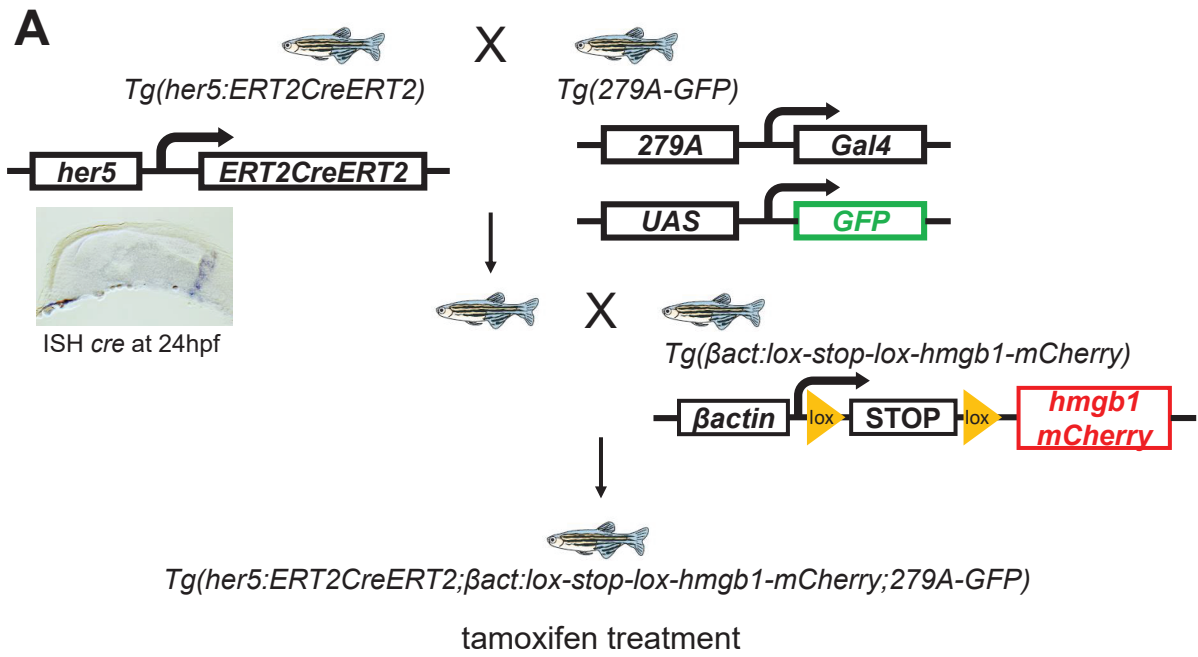 A
X
Tg(her5:ERT2CreERT2)
Tg(279A-GFP)
her5
ERT2CreERT2
279A
Gal4
UAS
GFP
ISH cre at 24hpf
X
Tg(βact:lox-stop-lox-hmgb1-mCherry)
βactin
lox
STOP
lox
hmgb1
mCherry
Tg(her5:ERT2CreERT2;βact:lox-stop-lox-hmgb1-mCherry;279A-GFP)
tamoxifen treatment